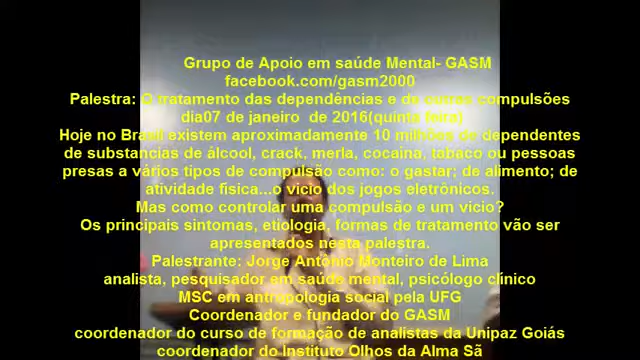 Grupo de Apoio em saúde Mental- GASM
facebook.com/gasm2000
Palestra: O tratamento das dependências e de outras compulsões
dia07 de janeiro de 2016(quinta feira)
Hoje no Brasil existem aproximadamente 10 milhões de dependentes
de substancias de álcool, crack, merla, cocaina, tabaco ou pessoas
presas a vários tipos de compulsão como: o gastar; de alimento; de
atividade fisica...o vicio dos jogos eletrônicos.
Mas como controlar uma compulsão e um vicio?
Os principais sintomas, etiologia, formas de tratamento vão ser
apresentados nesta palestra.
Palestrante: Jorge Antônio Monteiro de Lima
analista, pesquisador em saúde mental, psicólogo clínico
MSC em antropologia social pela UFG
Coordenador e fundador do GASM
coordenador do curso de formação de analistas da Unipaz Goiás
coordenador do Instituto Olhos da Alma Sã